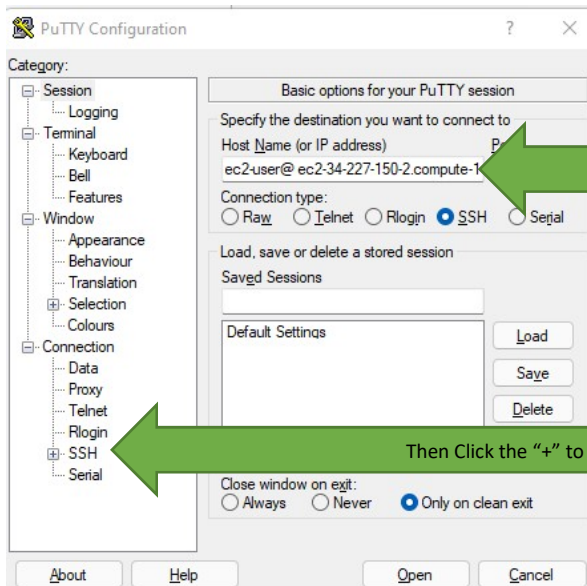 PuTTY Configuration ? ×
Category:
Session
Logging
Terminal
Keyboard
Bell
Features
Window
Appearance
Behaviour
Translation
Selection
Colours
Connection
Data
Proxy
Telnet
Rlogin
SSH
Serial
Basic options for your PuTTY session
Specify the destination you want to connect to
Host Name (or IP address)
ec2-user@ ec2-34-227-150-2.compute-1
Connection type:
Raw Telnet Rlogin SSH Serial
Load, save or delete a stored session
Saved Sessions
Default Settings
Load
Save
Delete
Then Click the “+” to
Close window on exit:
Always Never Only on clean exit
About Help Open Cancel